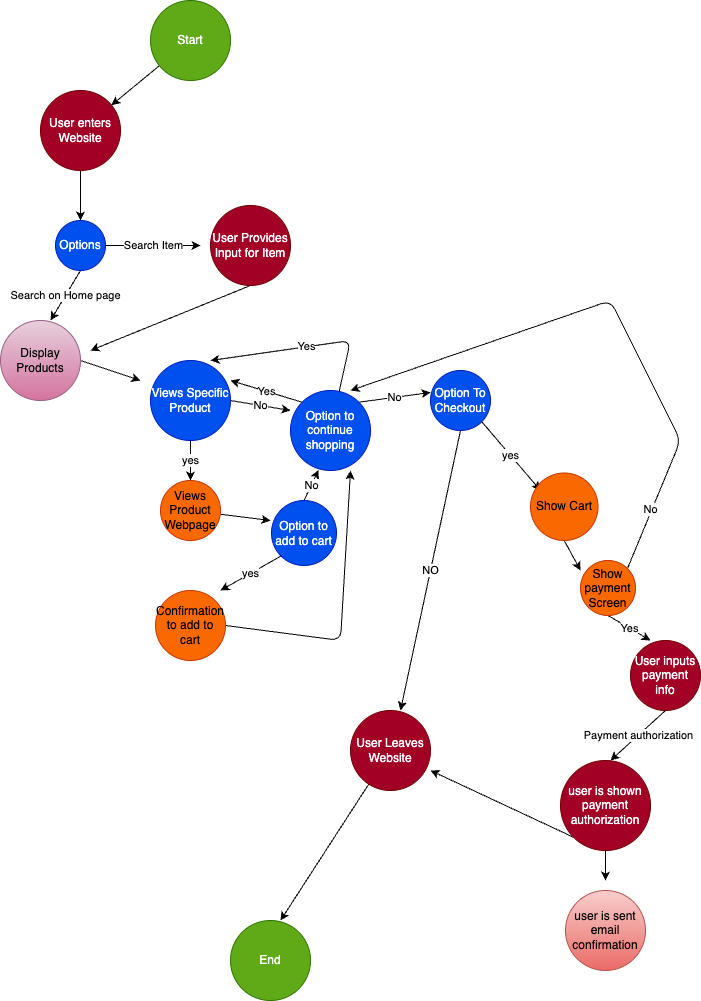 Start
User enters
Website
Options
Search Item
User Provides
Input for Item
Search on Home page
Display
Products
Yes
Views Specific
Product
Yes
No
Option to
continue
shopping
No
Option To
Checkout
yes
Views
Product
Webpage
No
Option to
add to cart
yes
Show Cart
No
yes
Confirmation
to add to
cart
NO
Show
payment
Screen
Yes
User inputs
payment
info
Payment authorization
User Leaves
Website
user is shown
payment
authorization
user is sent
email
confirmation
End